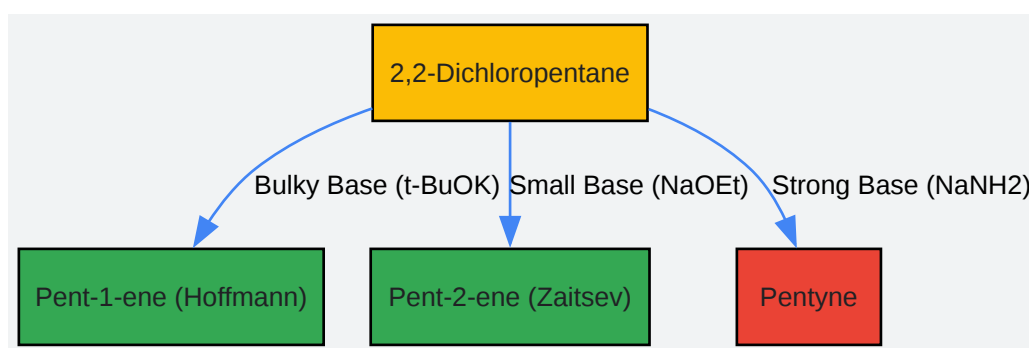 2,2-Dichloropentane
Bulky Base (t-BuOK)
Small Base (NaOEt)
Strong Base (NaNH2)
Pent-1-ene (Hoffmann)
Pent-2-ene (Zaitsev)
Pentyne